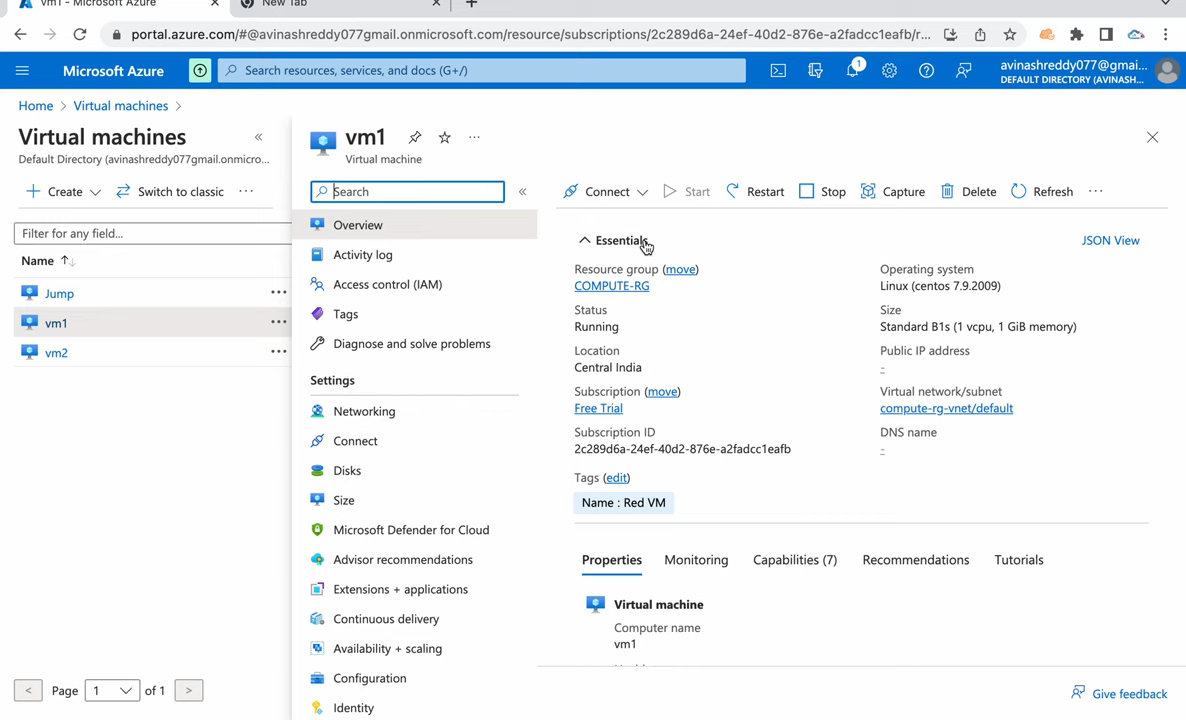 vm1 - Microsoft Azure
New Tab
portal.azure.com/#@avinashreddy077gmail.onmicrosoft.com/resource/subscriptions/2c289d6a-24ef-40d2-876e-a2fadcc1eafb/r...
Microsoft Azure
Search resources, services, and docs (G+/)
1
avinashreddy077@gmai...
DEFAULT DIRECTORY (AVINASH...
Home > Virtual machines >
Virtual machines
Default Directory (avinashreddy077gmail.onmicro...
Create
Switch to classic
Filter for any field...
Name
Jump
vm1
vm2
< Page 1 of 1 >
vm1
Virtual machine
Search
Overview
Activity log
Access control (IAM)
Tags
Diagnose and solve problems
Settings
Networking
Connect
Disks
Size
Microsoft Defender for Cloud
Advisor recommendations
Extensions + applications
Continuous delivery
Availability + scaling
Configuration
Identity
Connect Start Restart Stop Capture Delete Refresh
Essentials
JSON View
Resource group (move)
COMPUTE-RG
Status
Running
Location
Central India
Subscription (move)
Free Trial
Subscription ID
2c289d6a-24ef-40d2-876e-a2fadcc1eafb
Operating system
Linux (centos 7.9.2009)
Size
Standard B1s (1 vcpu, 1 GiB memory)
Public IP address
-
Virtual network/subnet
compute-rg-vnet/default
DNS name
-
Tags (edit)
Name : Red VM
Properties Monitoring Capabilities (7) Recommendations Tutorials
Virtual machine
Computer name
vm1
Give feedback